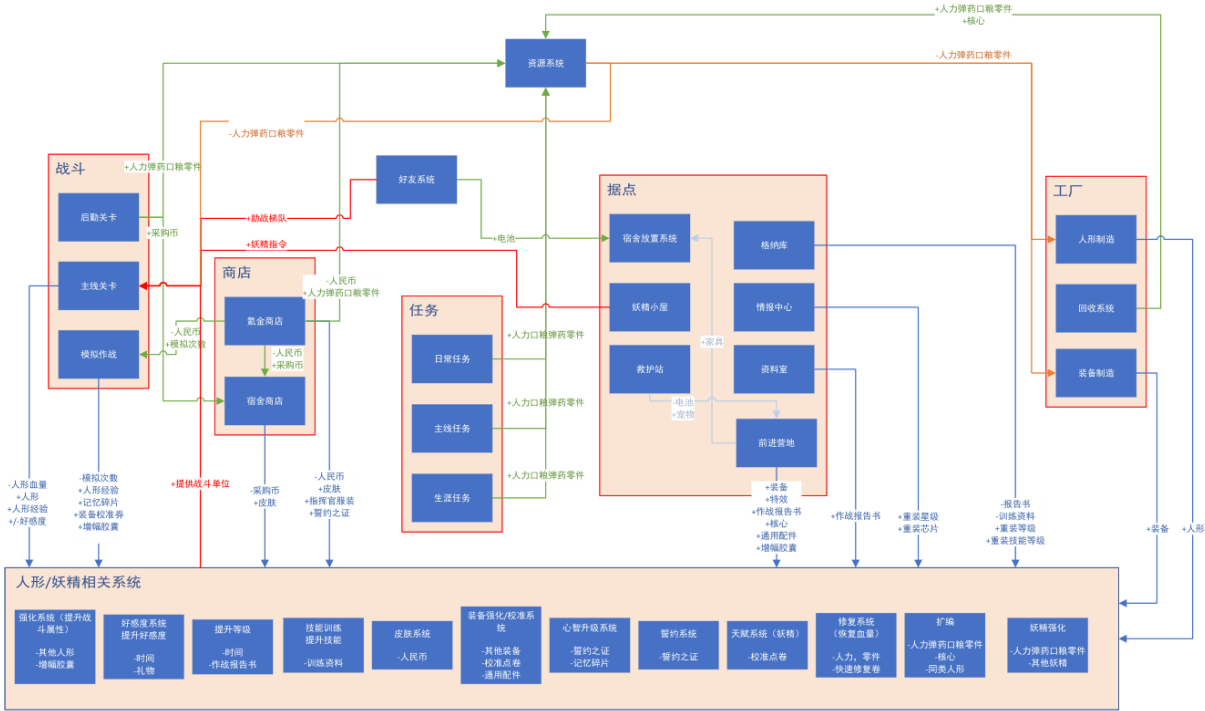 +人力弹药口粮零件
+核心
资源系统
-人力弹药口粮零件
-人力弹药口粮零件
战斗
+人力弹药口粮零件
后勤关卡
+采购币
主线关卡
模拟作战
好友系统
+助战梯队
+妖精指令
+电池
商店
-人民币
+人力弹药口粮零件
氪金商店
-人民币
+模拟次数
-人民币
+采购币
宿舍商店
任务
日常任务
+人力口粮弹药零件
主线任务
+人力口粮弹药零件
生涯任务
+人力口粮弹药零件
据点
宿舍放置系统
格纳库
妖精小屋
情报中心
+家具
救护站
资料室
-电池
+宠物
前进营地
工厂
人形制造
回收系统
装备制造
-人形血量
+人形
+人形经验
+/-好感度
-模拟次数
+人形经验
+记忆碎片
+装备校准券
+增幅胶囊
+提供战斗单位
-采购币
+皮肤
-人民币
+皮肤
+指挥官服装
+誓约之证
+装备
+特效
+作战报告书
+核心
+通用配件
+增幅胶囊
+作战报告书
+重装星级
+重装芯片
-报告书
-训练资料
+重装等级
+重装技能等级
+装备
+人形
人形/妖精相关系统
强化系统（提升战
斗属性）
-其他人形
-增幅胶囊
好感度系统
提升好感度
-时间
-礼物
提升等级
-时间
-作战报告书
技能训练
提升技能
-训练资料
皮肤系统
-人民币
装备强化/校准系
统
-其他装备
-校准点卷
-通用配件
心智升级系统
-誓约之证
-记忆碎片
誓约系统
-誓约之证
天赋系统（妖精）
-校准点卷
修复系统
（恢复血量）
-人力、零件
-快速修复卷
扩编
-人力弹药口粮零件
-核心
-同类人形
妖精强化
-人力弹药口粮零件
-其他妖精